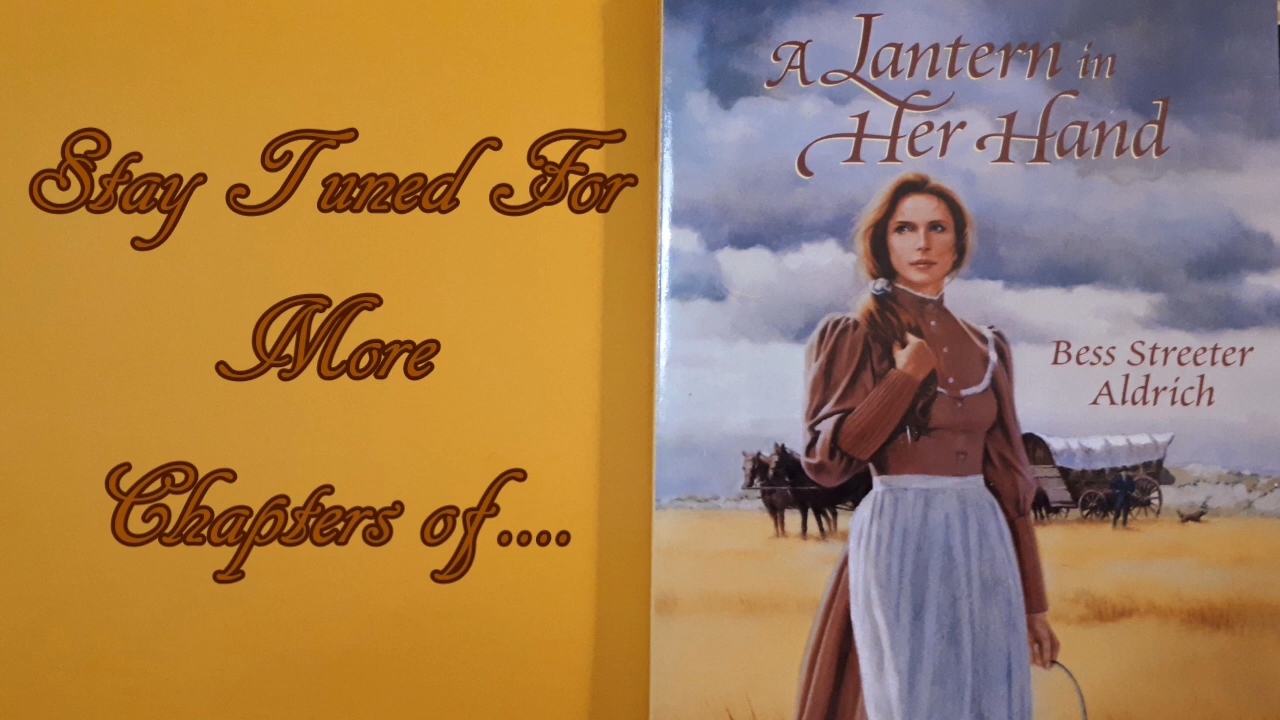 Stay Tuned For
More
Chapters of....
A Lantern in
Her Hand
Bess Streeter
Aldrich